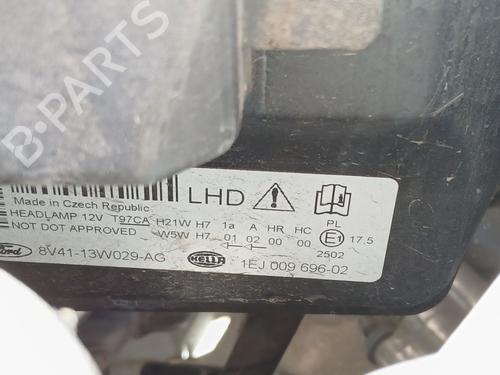 B-PARTS
Made in Czech Republic LHD
HEADLAMP 12V T97CA H21W H7 1a A HR HC PL
NOT DOT APPROVED W5W H7 01 02 00 00 E1 17.5
2502
Ford 8V41-13W029-AG HELLA 1EJ 009 696-02